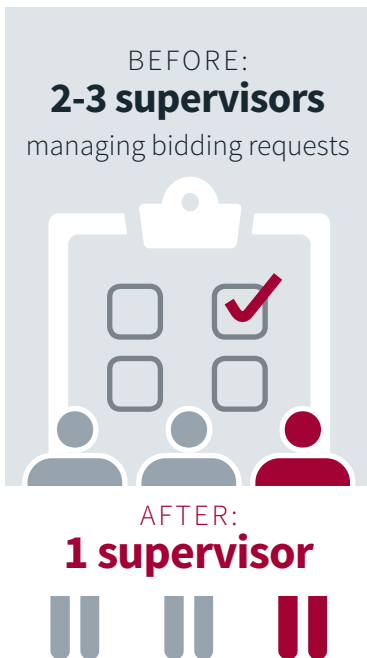 BEFORE:
2-3 supervisors
managing bidding requests
AFTER:
1 supervisor